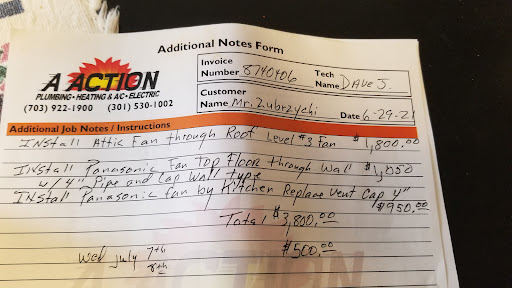 Additional Notes Form
A ACTION
PLUMBING • HEATING & AC • ELECTRIC
(703) 922-1900 (301) 530-1002
Invoice Number 8740406 Tech Name DAVE J.
Customer Name Mr. Zubrzychi Date 6-29-21
Additional Job Notes / Instructions
INStall Attic Fan through Roof Level #3 Fan $1,800.00
INStall Panasonic Fan Top Floor through Wall $1,050
w/ 4" Pipe and Cap Wall type
INStall Panasonic fan by Kitchen Replace Vent Cap 4"
$950.00
Total $3,800.00
$500.00
Wed July 7th
8th